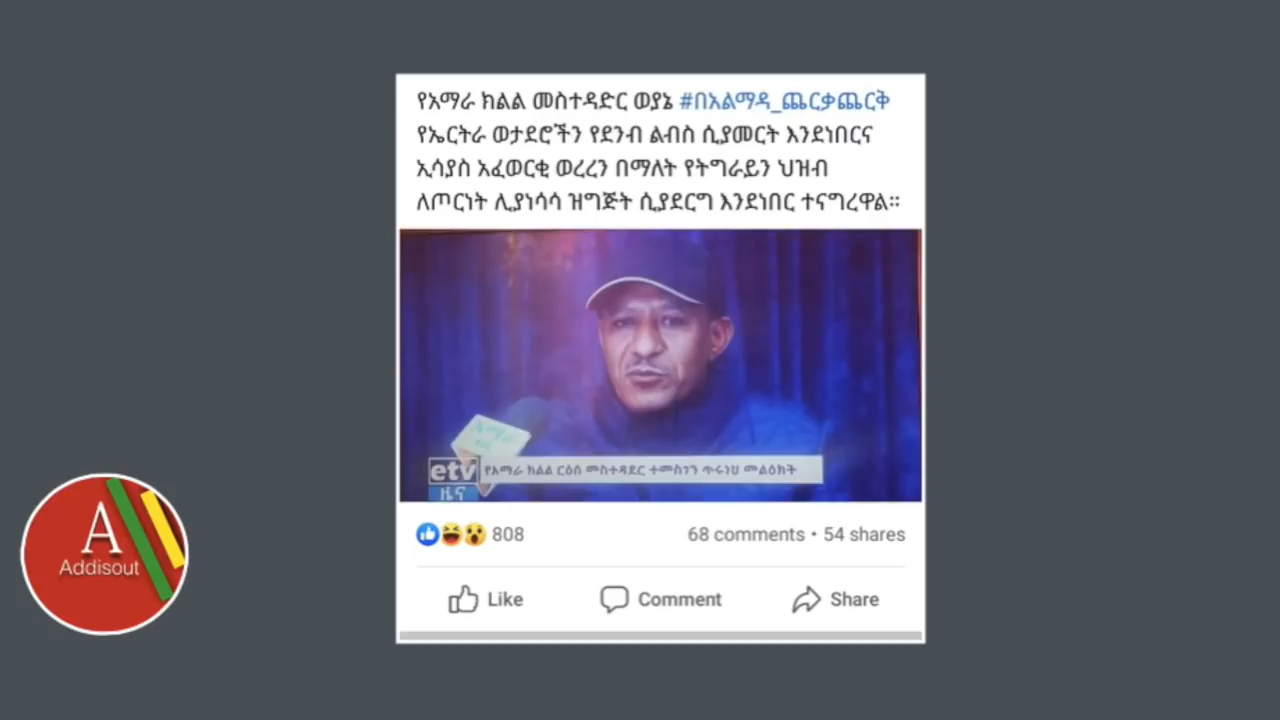 የአማራ ክልል መስተዳድር ወያኔ #በአልማዳ_ጨርቃጨርቅ
የኤርትራ ወታደሮችን የደንብ ልብስ ሲያመርት እንደነበርና
ኢሳያስ አፈወርቂ ወረረን በማለት የትግራይን ህዝብ
ለጦርነት ሊያነሳሳ ዝግጅት ሲያደርግ እንደነበር ተናግረዋል።
etv የአማራ ክልል ርዕሰ መስተዳደር ተመስገን ጥሩነህ መልዕክት
ዜና
808 68 comments • 54 shares
Like Comment Share
A
Addisout